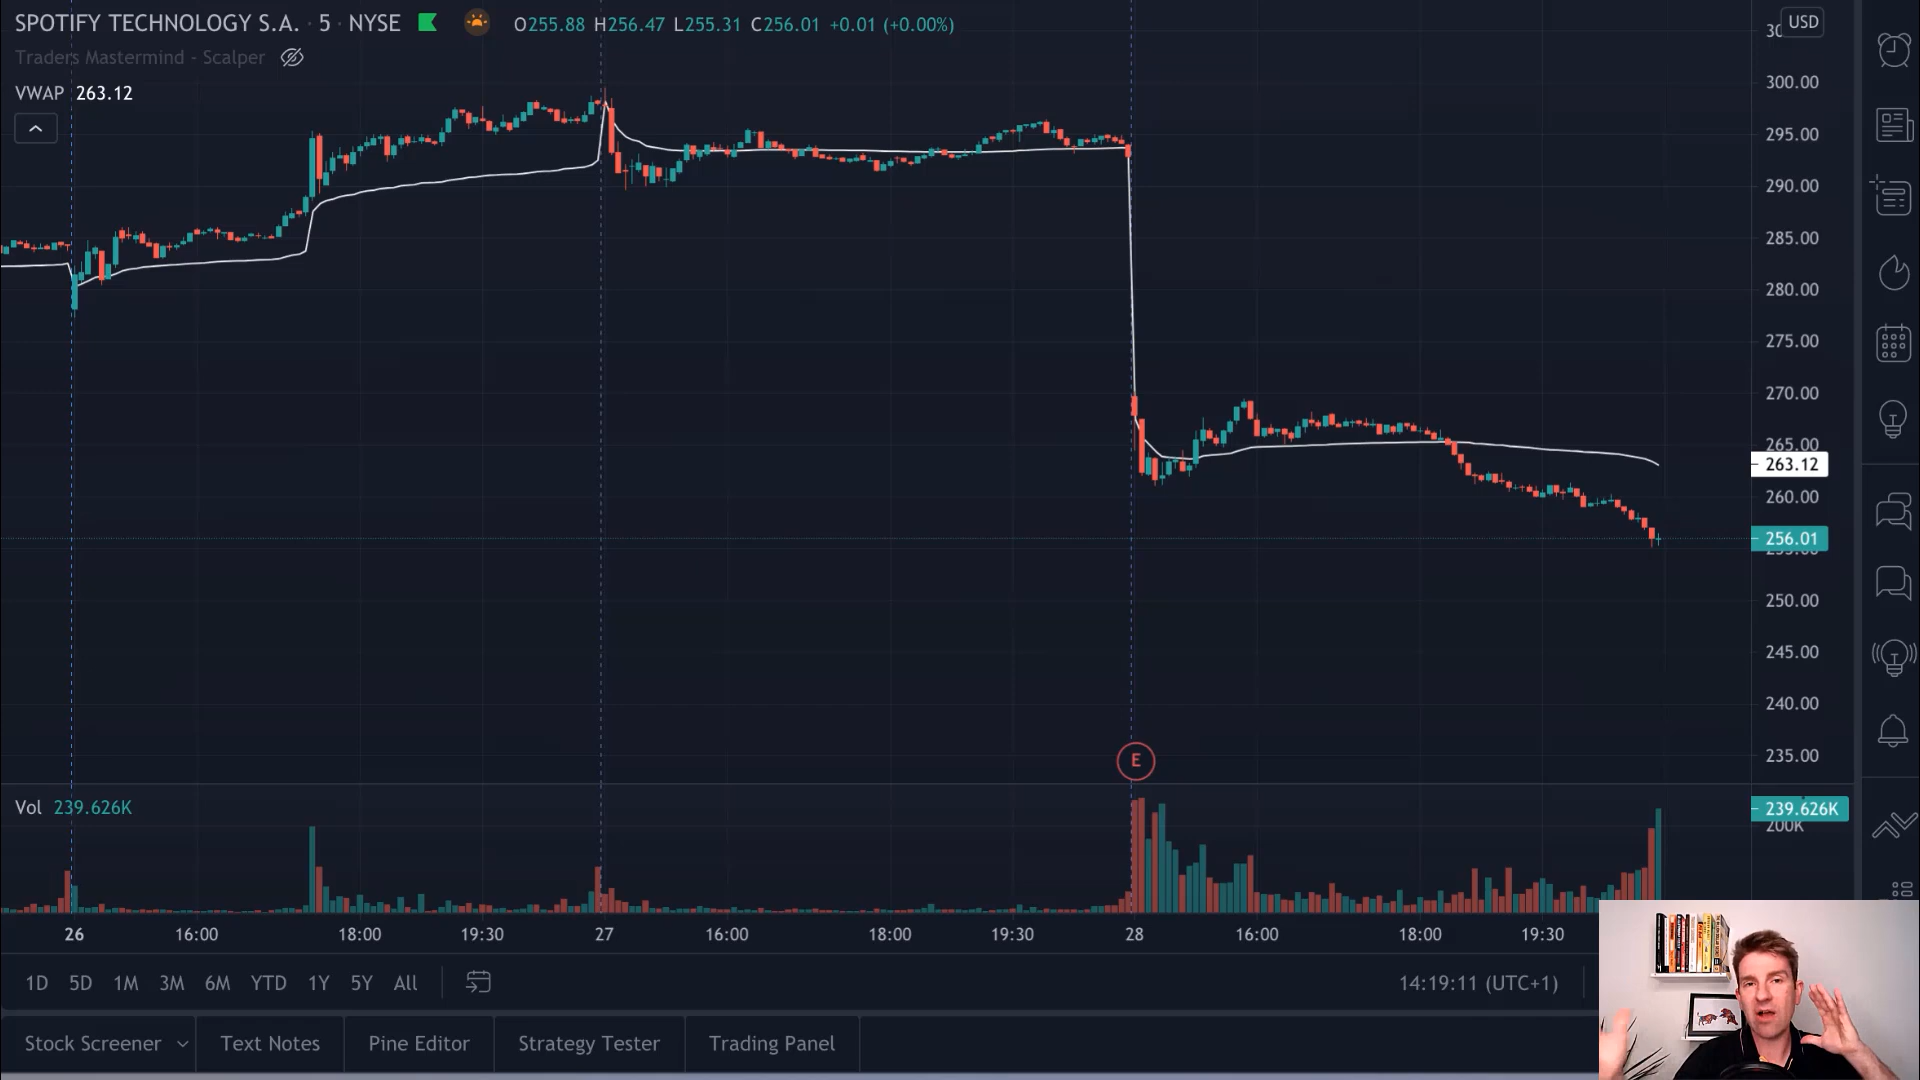 SPOTIFY TECHNOLOGY S.A. · 5 · NYSE O255.88 H256.47 L255.31 C256.01 +0.01 (+0.00%)
USD
Traders Mastermind - Scalper
VWAP 263.12
300.00
295.00
290.00
285.00
280.00
275.00
270.00
265.00
263.12
260.00
256.01
250.00
245.00
240.00
235.00
E
Vol 239.626K
239.626K
200K
26 16:00 18:00 19:30 27 16:00 18:00 19:30 28 16:00 18:00 19:30
1D 5D 1M 3M 6M YTD 1Y 5Y All 14:19:11 (UTC+1)
Stock Screener Text Notes Pine Editor Strategy Tester Trading Panel